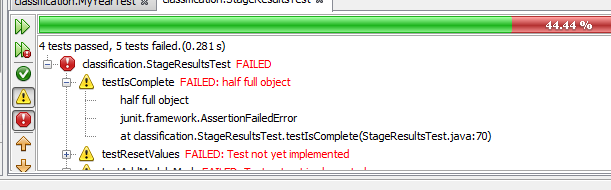 classification.MyYearTest
classification.StageResultsTest
44.44 %
4 tests passed, 5 tests failed.(0.281 s)
classification.StageResultsTest FAILED
testIsComplete FAILED: half full object
half full object
junit.framework.AssertionFailedError
at classification.StageResultsTest.testIsComplete(StageResultsTest.java:70)
testResetValues FAILED: Test not yet implemented